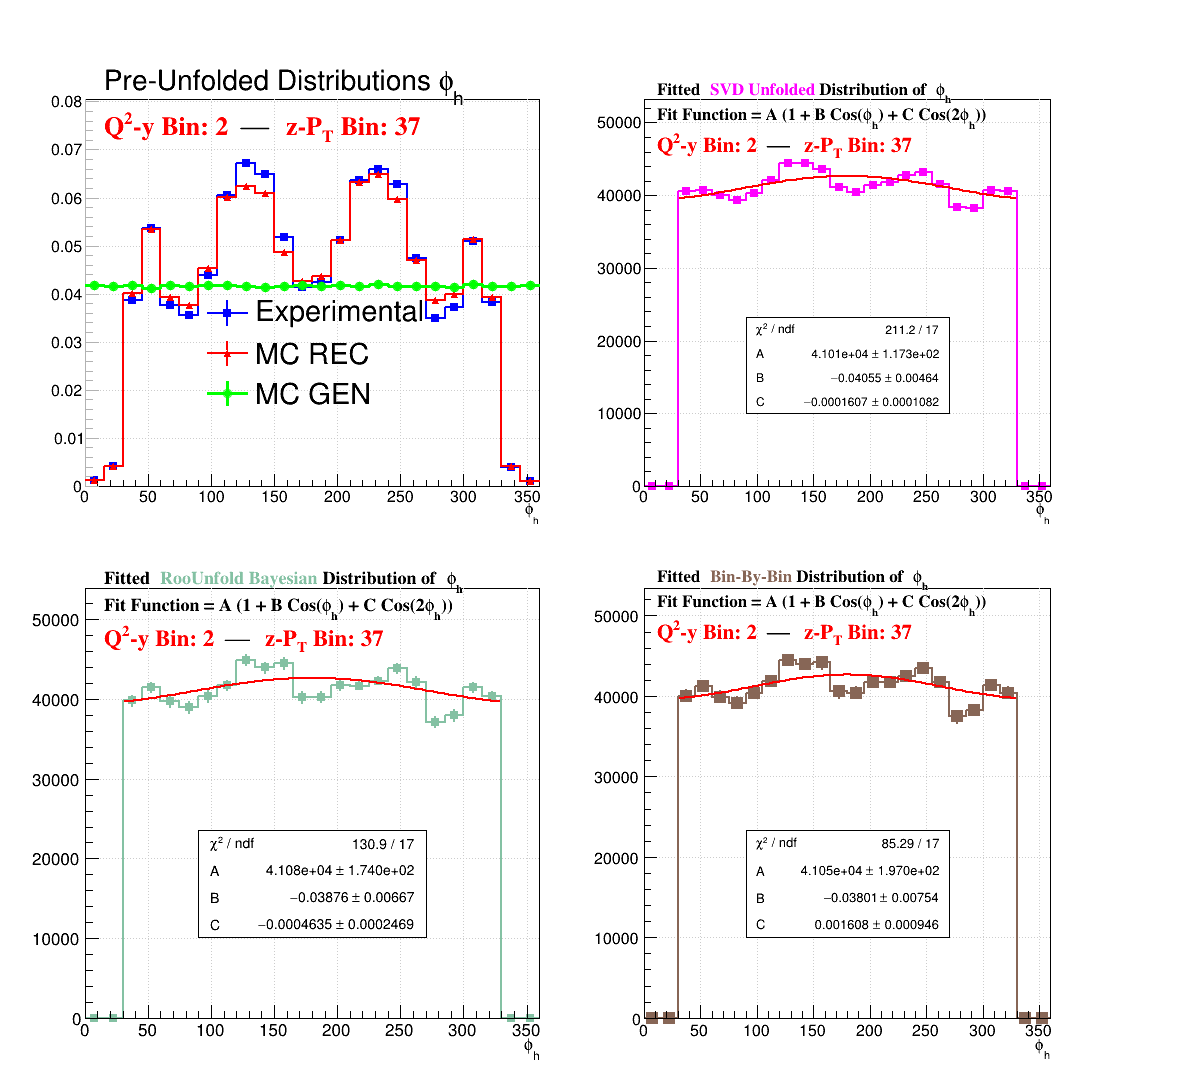 Pre-Unfolded Distributions ϕh
Q²-y Bin: 2 — z-PT Bin: 37
0.08
0.07
0.06
0.05
0.04
0.03
0.02
0.01
0
Experimental
MC REC
MC GEN
0 50 100 150 200 250 300 350
ϕh
Fitted SVD Unfolded Distribution of ϕh
Fit Function = A (1 + B Cos(ϕh) + C Cos(2ϕh))
Q²-y Bin: 2 — z-PT Bin: 37
50000
40000
30000
20000
10000
0
χ² / ndf 211.2 / 17
A 4.101e+04 ± 1.173e+02
B −0.04055 ± 0.00464
C −0.0001607 ± 0.0001082
0 50 100 150 200 250 300 350
ϕh
Fitted RooUnfold Bayesian Distribution of ϕh
Fit Function = A (1 + B Cos(ϕh) + C Cos(2ϕh))
Q²-y Bin: 2 — z-PT Bin: 37
50000
40000
30000
20000
10000
0
χ² / ndf 130.9 / 17
A 4.108e+04 ± 1.740e+02
B −0.03876 ± 0.00667
C −0.0004635 ± 0.0002469
0 50 100 150 200 250 300 350
ϕh
Fitted Bin-By-Bin Distribution of ϕh
Fit Function = A (1 + B Cos(ϕh) + C Cos(2ϕh))
Q²-y Bin: 2 — z-PT Bin: 37
50000
40000
30000
20000
10000
0
χ² / ndf 85.29 / 17
A 4.105e+04 ± 1.970e+02
B −0.03801 ± 0.00754
C 0.001608 ± 0.000946
0 50 100 150 200 250 300 350
ϕh